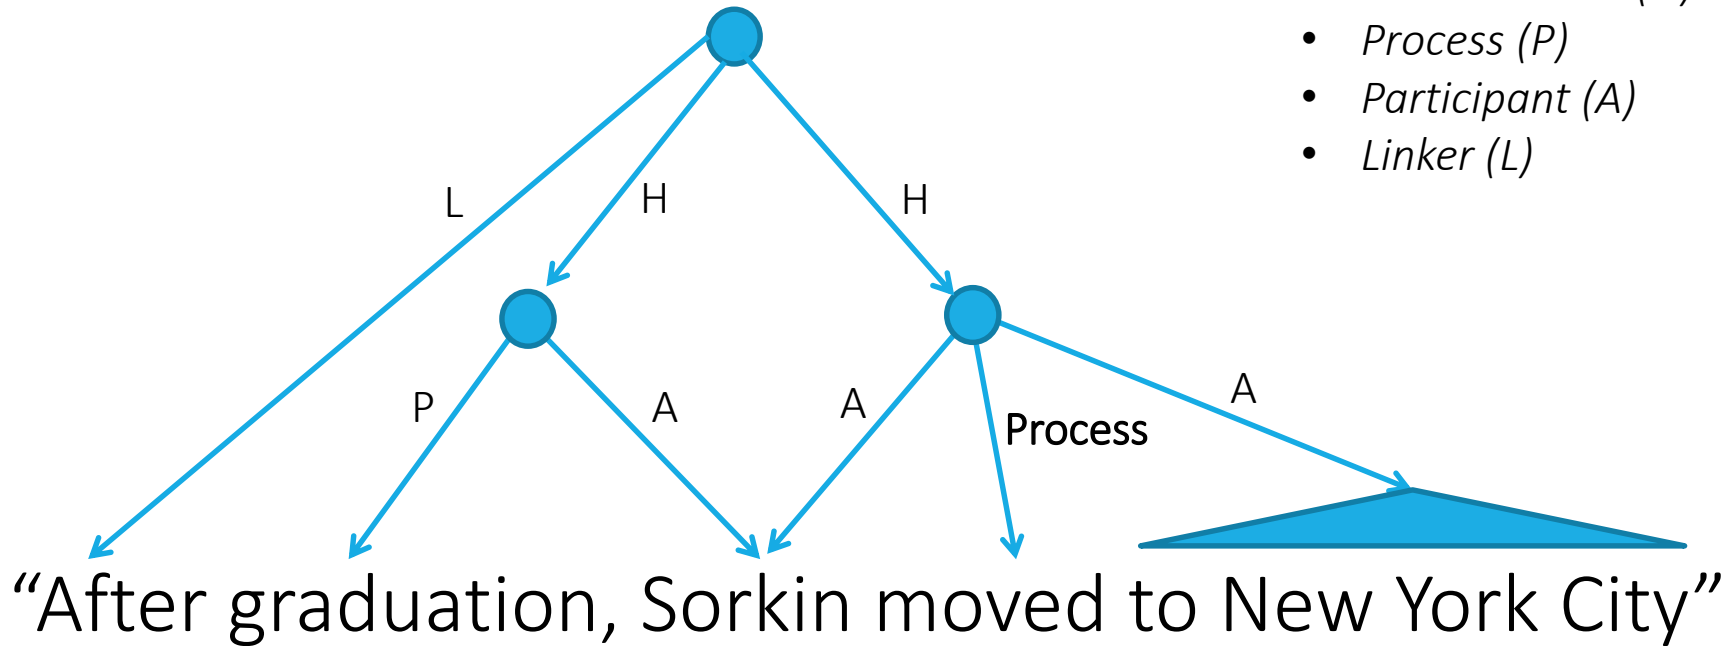 • Process (P)
• Participant (A)
• Linker (L)
L
H
H
P
A
A
Process
A
“After graduation, Sorkin moved to New York City”